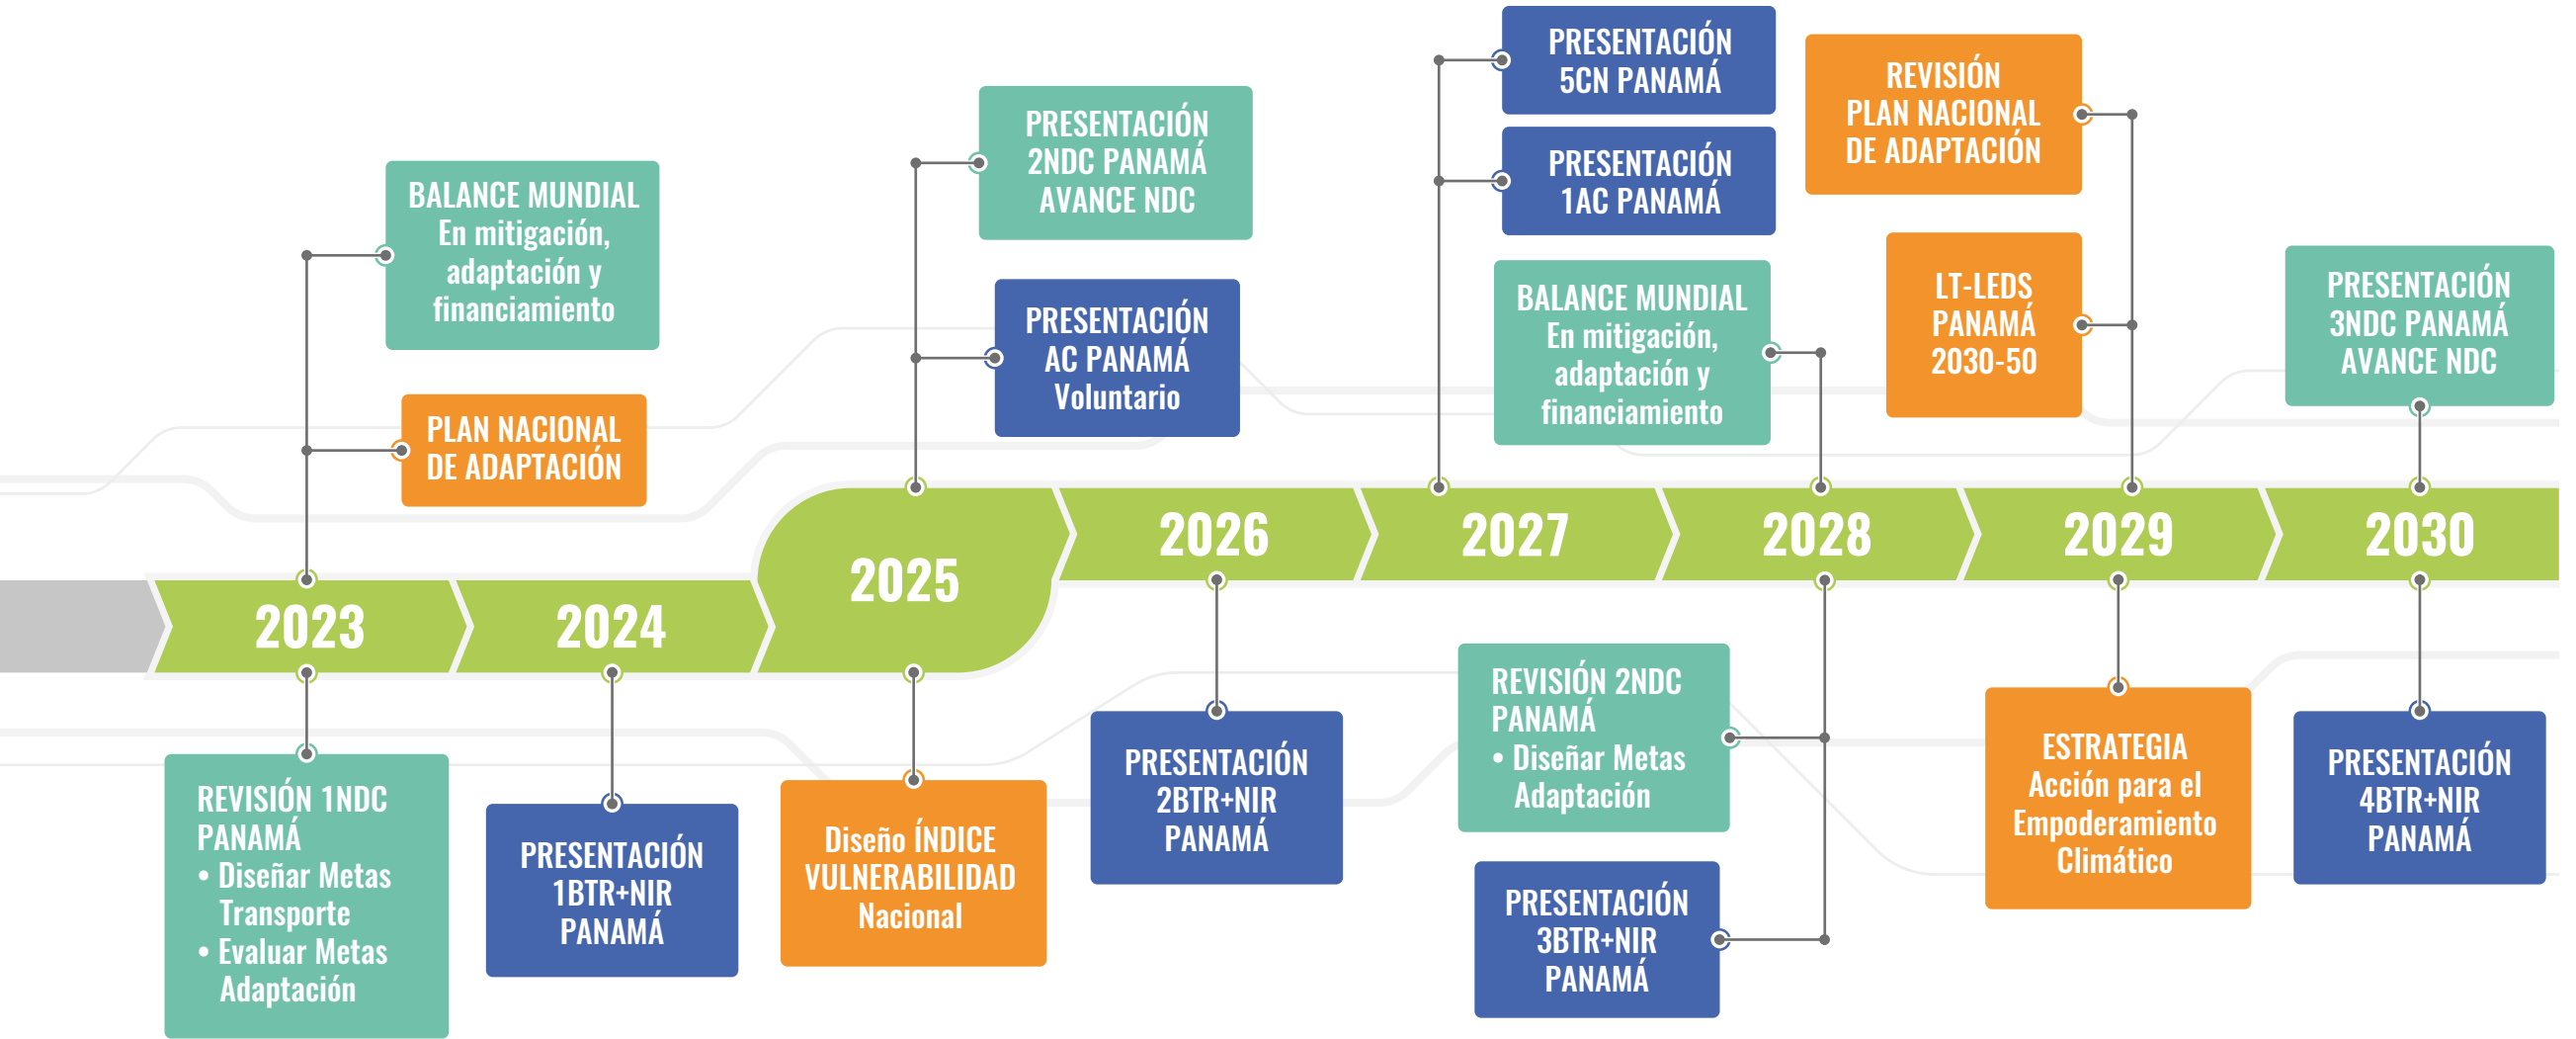 BALANCE MUNDIAL
En mitigación,
adaptación y
financiamiento
PLAN NACIONAL
DE ADAPTACIÓN
PRESENTACIÓN
2NDC PANAMÁ
AVANCE NDC
PRESENTACIÓN
AC PANAMÁ
Voluntario
PRESENTACIÓN
5CN PANAMÁ
PRESENTACIÓN
1AC PANAMÁ
BALANCE MUNDIAL
En mitigación,
adaptación y
financiamiento
REVISIÓN
PLAN NACIONAL
DE ADAPTACIÓN
LT-LEDS
PANAMÁ
2030-50
PRESENTACIÓN
3NDC PANAMÁ
AVANCE NDC
2023
2024
2025
2026
2027
2028
2029
2030
REVISIÓN 1NDC
PANAMÁ
• Diseñar Metas
Transporte
• Evaluar Metas
Adaptación
PRESENTACIÓN
1BTR+NIR
PANAMÁ
Diseño ÍNDICE
VULNERABILIDAD
Nacional
PRESENTACIÓN
2BTR+NIR
PANAMÁ
REVISIÓN 2NDC
PANAMÁ
• Diseñar Metas
Adaptación
PRESENTACIÓN
3BTR+NIR
PANAMÁ
ESTRATEGIA
Acción para el
Empoderamiento
Climático
PRESENTACIÓN
4BTR+NIR
PANAMÁ